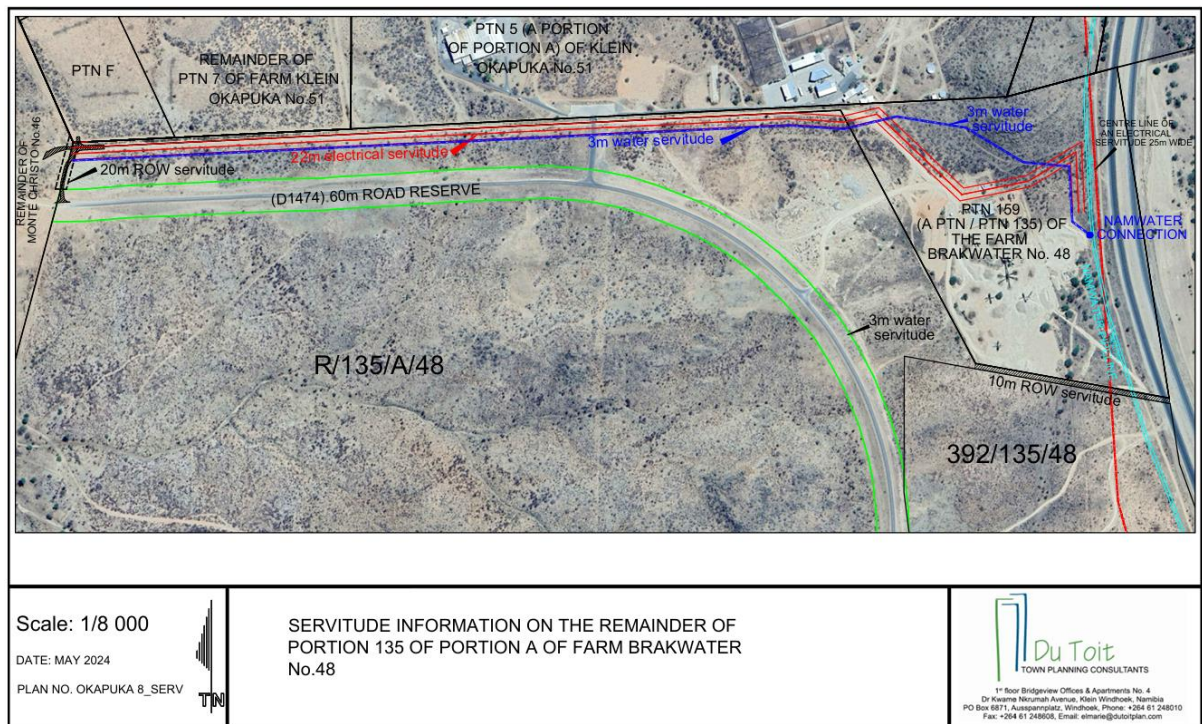 PTN F
REMAINDER OF
PTN 7 OF FARM KLEIN
OKAPUKA No.51
PTN 5 (A PORTION
OF PORTION A) OF KLEIN
OKAPUKA No.51
REMAINDER OF
MONTE CHRISTO No.46
20m ROW servitude
22m electrical servitude
3m water servitude
3m water
servitude
CENTRE LINE OF
AN ELECTRICAL
SERVITUDE 25m WIDE
(D1474).60m ROAD RESERVE
PTN 159
(A PTN / PTN 135) OF
THE FARM
BRAKWATER No. 48
NAMWATER
CONNECTION
3m water
servitude
R/135/A/48
10m ROW servitude
392/135/48
Scale: 1/8 000
DATE: MAY 2024
PLAN NO. OKAPUKA 8_SERV
TN
SERVITUDE INFORMATION ON THE REMAINDER OF
PORTION 135 OF PORTION A OF FARM BRAKWATER
No.48
Du Toit
TOWN PLANNING CONSULTANTS
1st floor Bridgeview Offices & Apartments No. 4
Dr Kwame Nkrumah Avenue, Klein Windhoek, Namibia
PO Box 6871, Ausspannplatz, Windhoek, Phone: +264 61 248010
Fax: +264 61 248608, Email: elmarie@dutoitplan.com